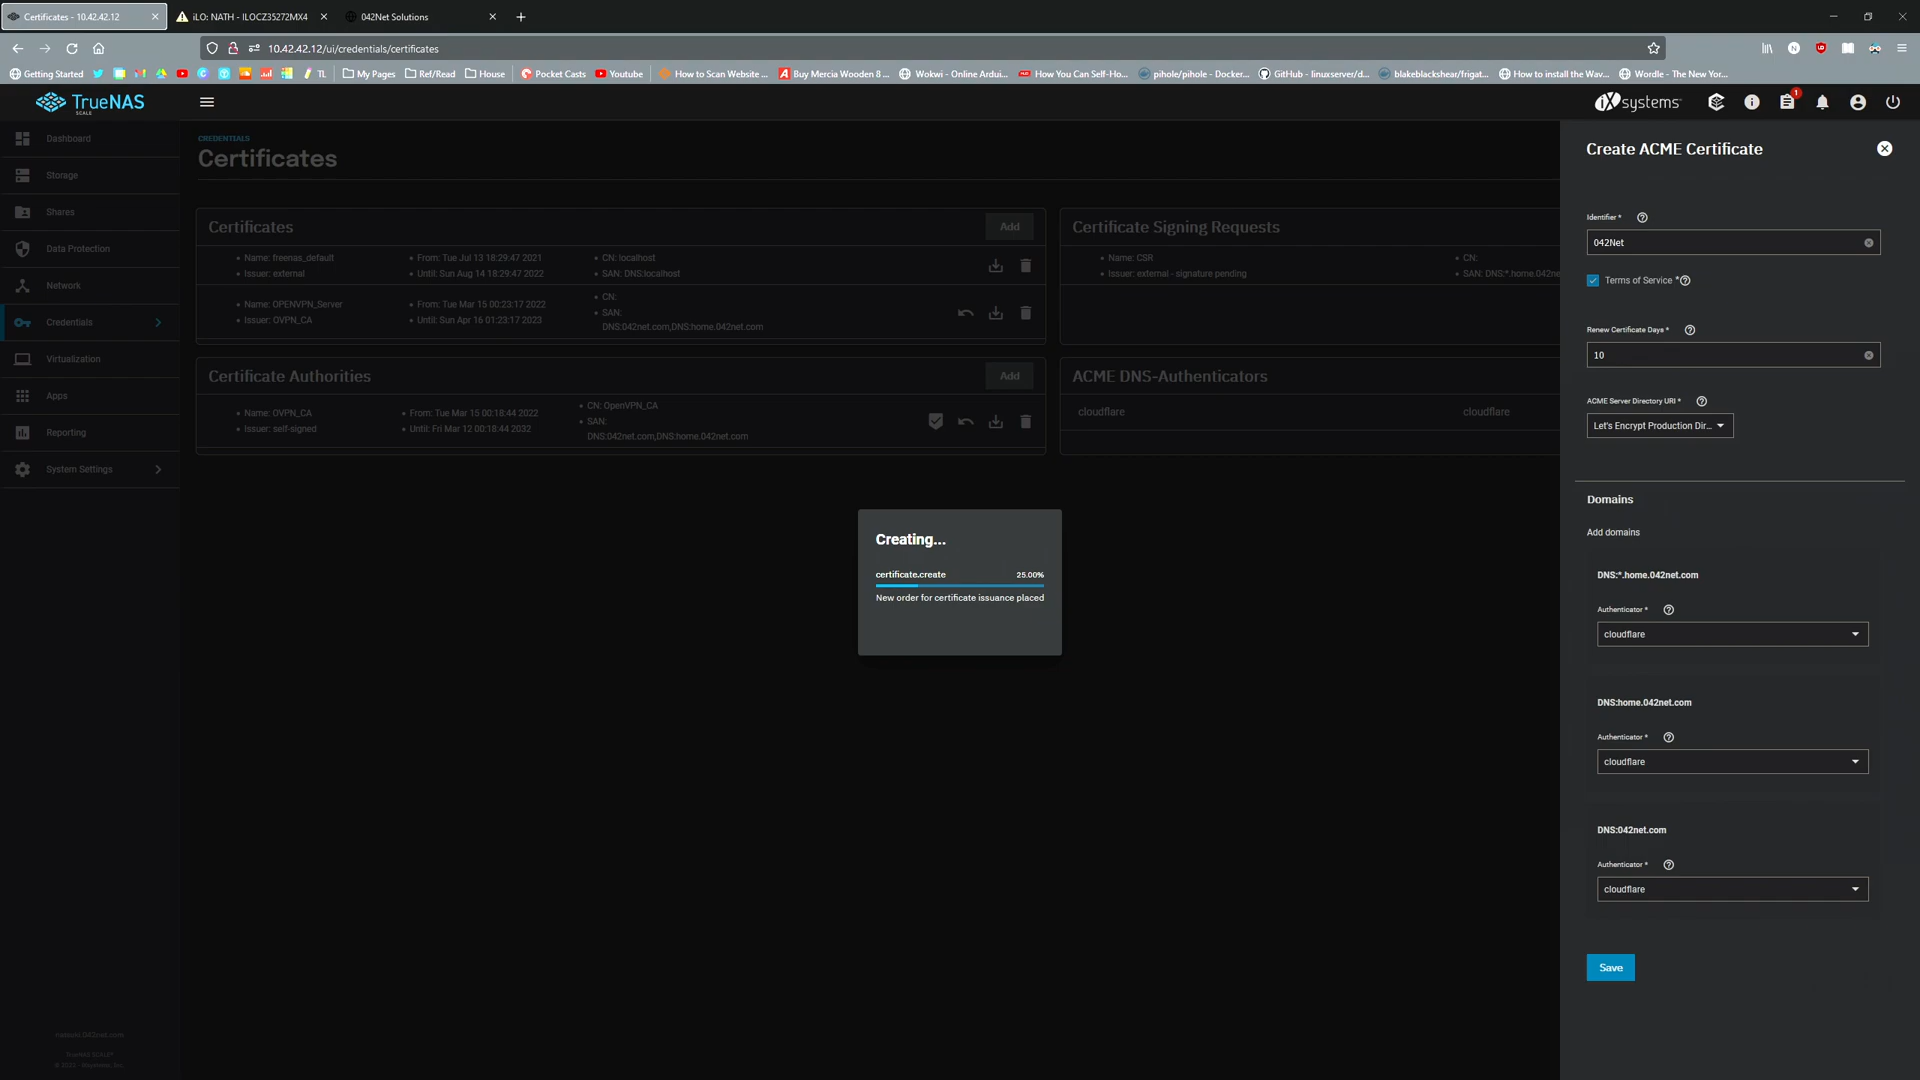 Certificates - 10.42.42.12
iLO: NATH - ILOCZ35272MX4
042Net Solutions
10.42.42.12/ui/credentials/certificates
Getting Started
TL
My Pages
Ref/Read
House
Pocket Casts
Youtube
How to Scan Website ...
Buy Mercia Wooden 8 ...
Wokwi - Online Ardui...
How You Can Self-Ho...
pihole/pihole - Docker...
GitHub - linuxserver/d...
blakeblackshear/frigat...
How to install the Wav...
Wordle - The New Yor...
TrueNAS
SCALE
iXsystems
1
Dashboard
Storage
Shares
Data Protection
Network
Credentials
Virtualization
Apps
Reporting
System Settings
TrueNAS SCALE®
CREDENTIALS
Certificates
Certificates
Add
Name: freenas_default
Issuer: external
From: Tue Jul 13 18:29:47 2021
Until: Sun Aug 14 18:29:47 2022
CN: localhost
SAN: DNS:localhost
Name: OPENVPN_Server
Issuer: OVPN_CA
From: Tue Mar 15 00:23:17 2022
Until: Sun Apr 16 01:23:17 2023
CN:
SAN:
DNS:042net.com,DNS:home.042net.com
Certificate Signing Requests
Name: CSR
Issuer: external - signature pending
CN:
SAN: DNS:*.home.042ne
Certificate Authorities
Add
Name: OVPN_CA
Issuer: self-signed
From: Tue Mar 15 00:18:44 2022
Until: Fri Mar 12 00:18:44 2032
CN: OpenVPN_CA
SAN:
DNS:042net.com,DNS:home.042net.com
ACME DNS-Authenticators
cloudflare
cloudflare
Creating...
certificate.create
25.00%
New order for certificate issuance placed
Create ACME Certificate
Identifier *
042Net
Terms of Service *
Renew Certificate Days *
10
ACME Server Directory URI *
Let's Encrypt Production Dir...
Domains
Add domains
DNS:*.home.042net.com
Authenticator *
cloudflare
DNS:home.042net.com
Authenticator *
cloudflare
DNS:042net.com
Authenticator *
cloudflare
Save